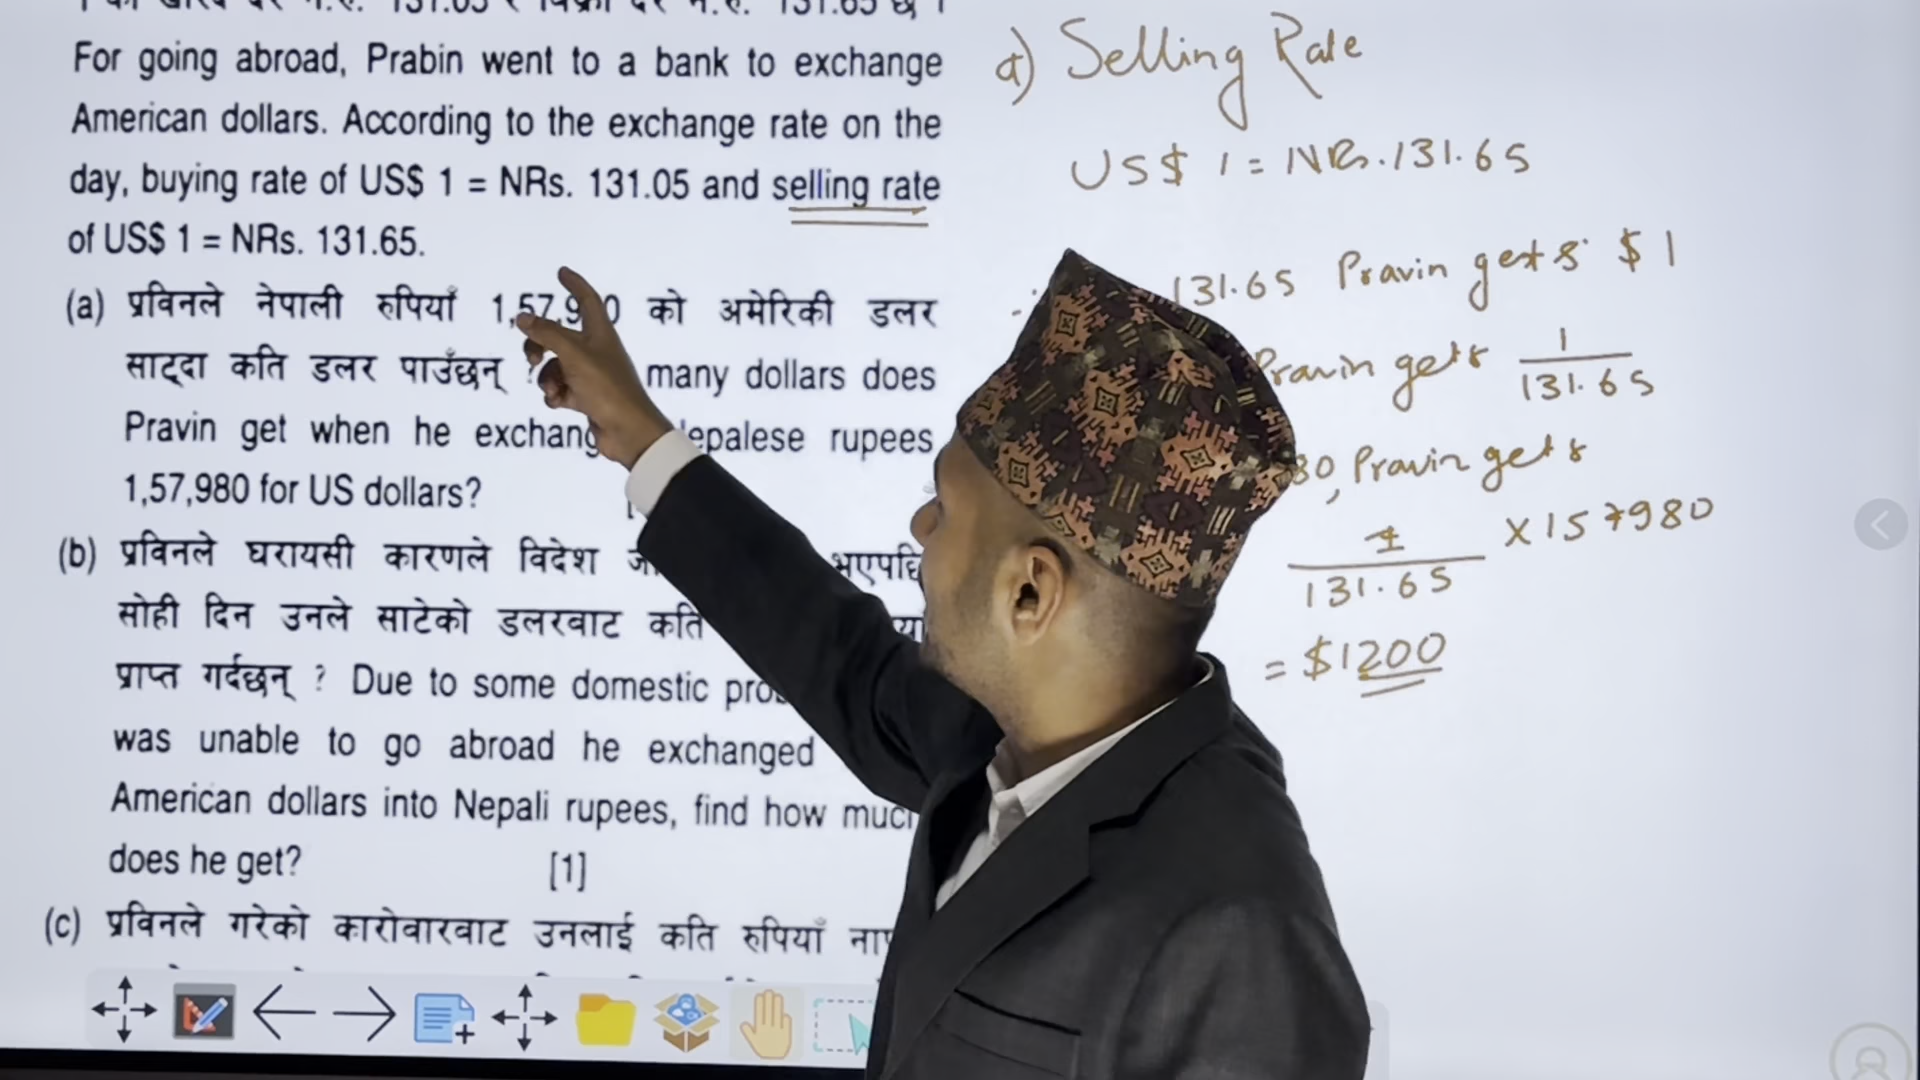 For going abroad, Prabin went to a bank to exchange
American dollars. According to the exchange rate on the
day, buying rate of US$ 1 = NRs. 131.05 and selling rate
of US$ 1 = NRs. 131.65.
(a) प्रविनले नेपाली रुपियाँ को अमेरिकी डलर
साट्दा कति डलर पाउँछन् many dollars does
Pravin get when he rupees
1,57,980 for US dollars?
(b) प्रविनले घरायसी कारणले विदेश
सोही दिन उनले साटेको डलरबाट कति
प्राप्त गर्दछन् ? Due to some domestic
was unable to go abroad he exchanged
American dollars into Nepali rupees, find how
does he get? [1]
(c) प्रविनले गरेको कारोवारबाट उनलाई कति रुपियाँ
a) Selling Rate
US$ 1 = NRs. 131.65
131.65 Pravin gets $ 1
Pravin gets 1/131.65
Pravin gets
1/131.65 X 157980
= $1200